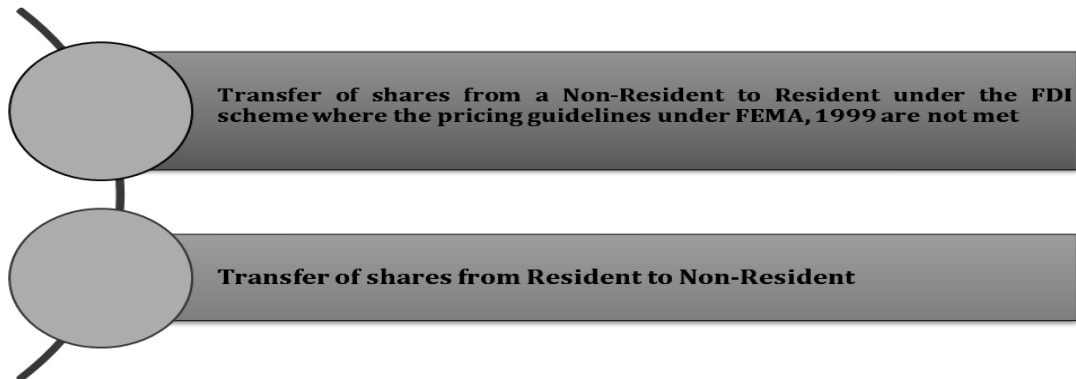 Transfer of shares from a Non-Resident to Resident under the FDI
scheme where the pricing guidelines under FEMA, 1999 are not met
Transfer of shares from Resident to Non-Resident